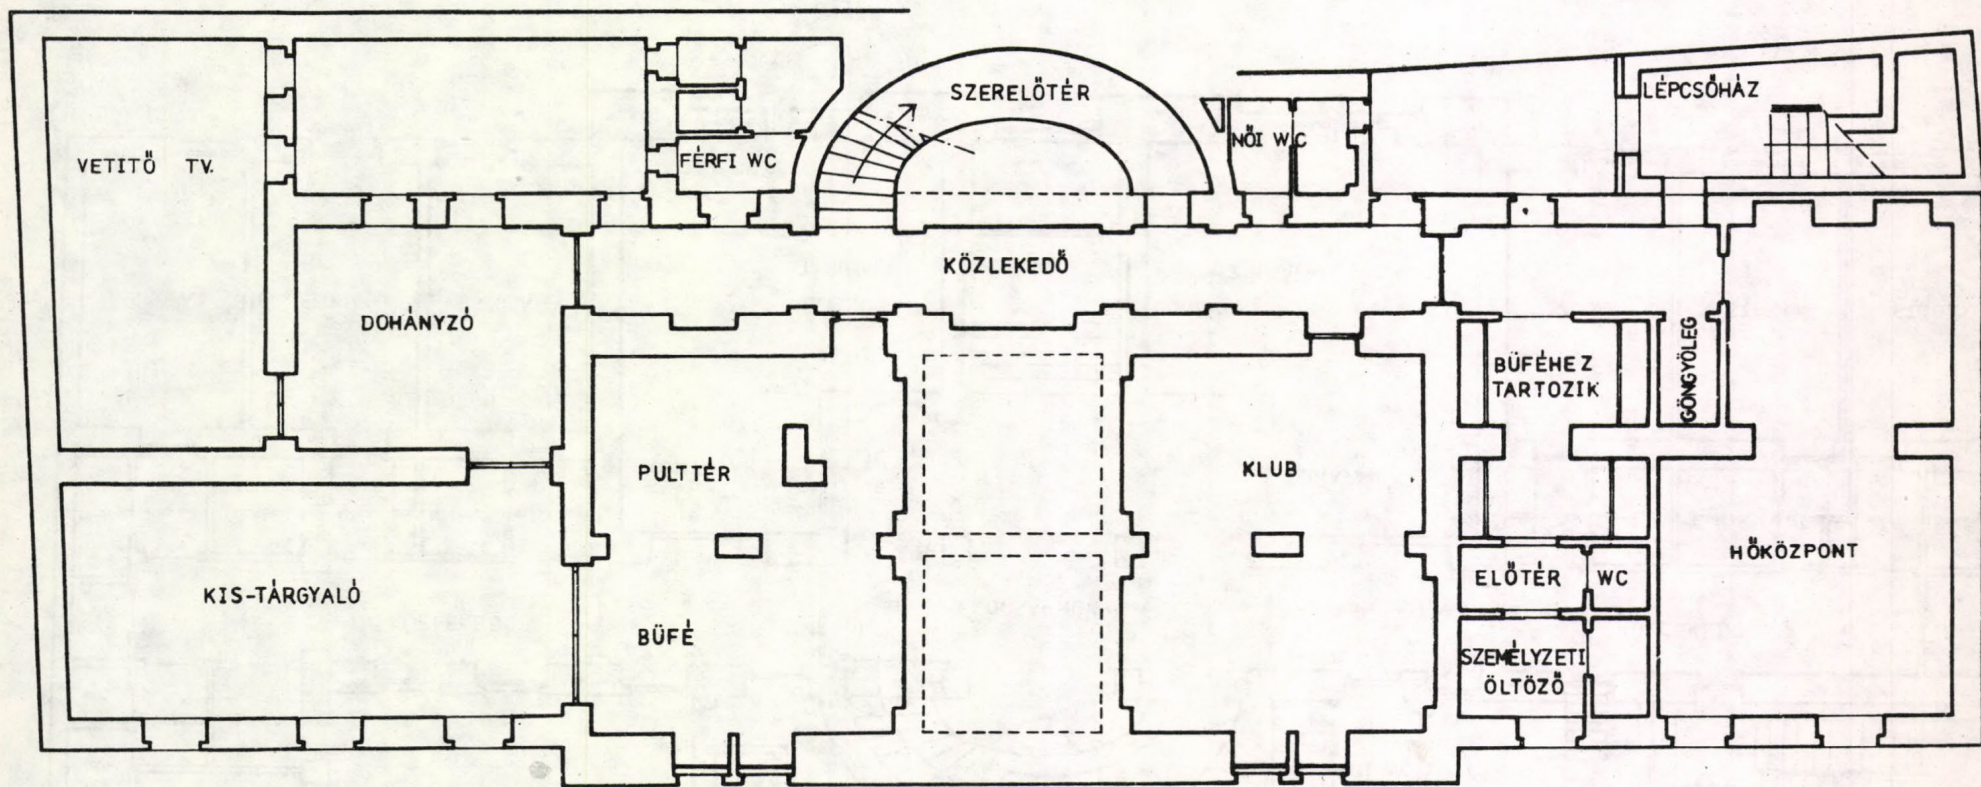 SZERELŐTÉR
LÉPCSŐHÁZ
VETITŐ TV.
FÉRFI WC
NŐI WC
KÖZLEKEDŐ
DOHÁNYZÓ
BÜFÉHEZ
TARTOZIK
GÖNGYÖLEG
PULTTÉR
KLUB
HŐKÖZPONT
KIS-TÁRGYALÓ
ELŐTÉR
WC
BÜFÉ
SZEMÉLYZETI
ÖLTÖZŐ